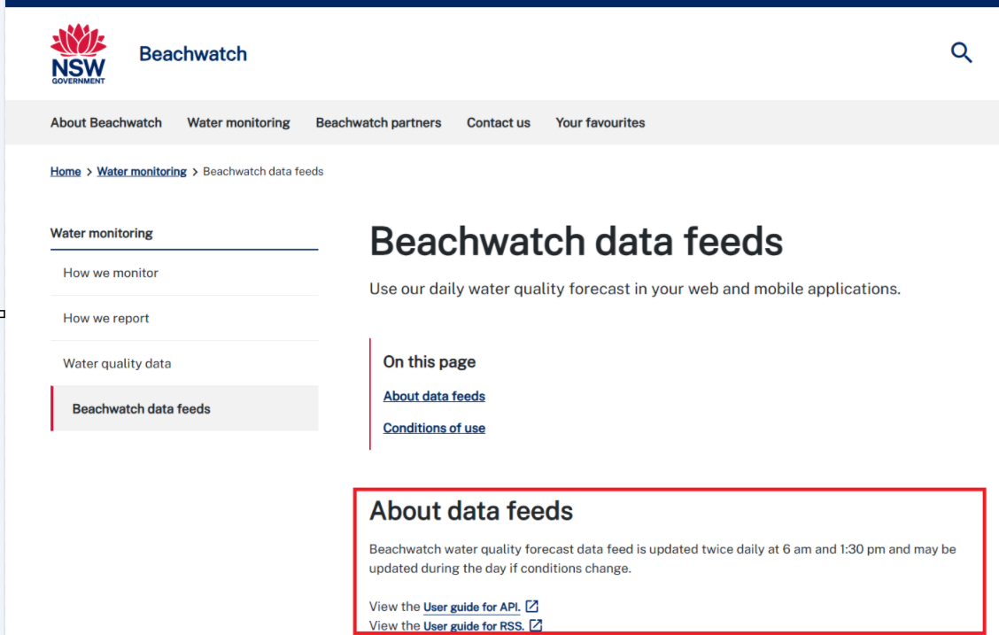 NSW
GOVERNMENT
Beachwatch
About Beachwatch Water monitoring Beachwatch partners Contact us Your favourites
Home > Water monitoring > Beachwatch data feeds
Water monitoring
How we monitor
How we report
Water quality data
Beachwatch data feeds
Beachwatch data feeds
Use our daily water quality forecast in your web and mobile applications.
On this page
About data feeds
Conditions of use
About data feeds
Beachwatch water quality forecast data feed is updated twice daily at 6 am and 1:30 pm and may be
updated during the day if conditions change.
View the User guide for API.
View the User guide for RSS.